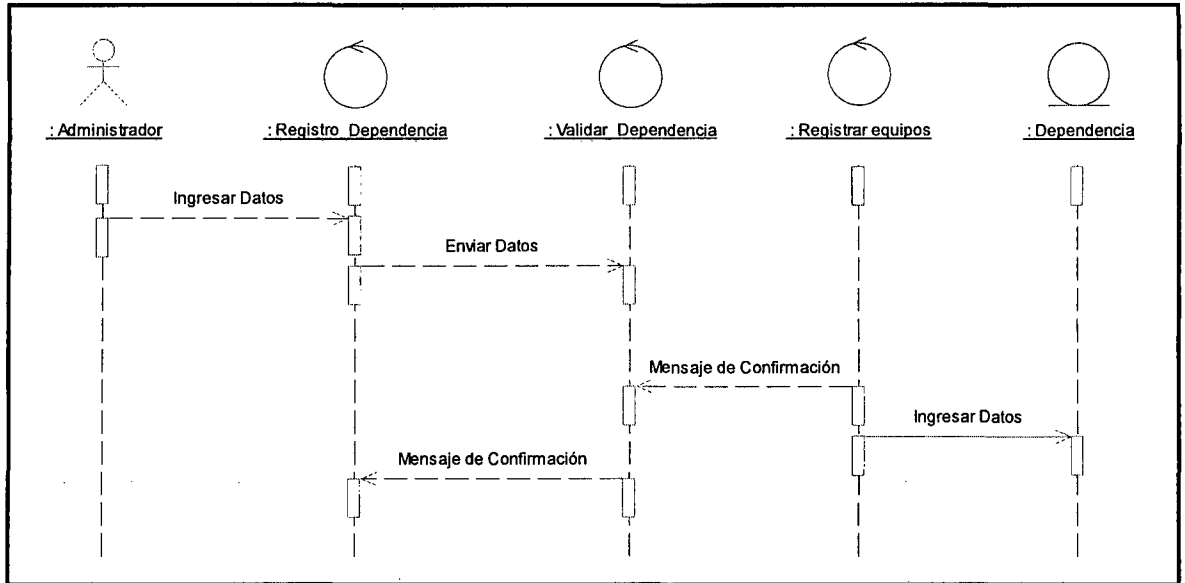 : Administrador
: Registro_Dependencia
: Validar_Dependencia
: Registrar equipos
: Dependencia
Ingresar Datos
Enviar Datos
Mensaje de Confirmación
Ingresar Datos
Mensaje de Confirmación